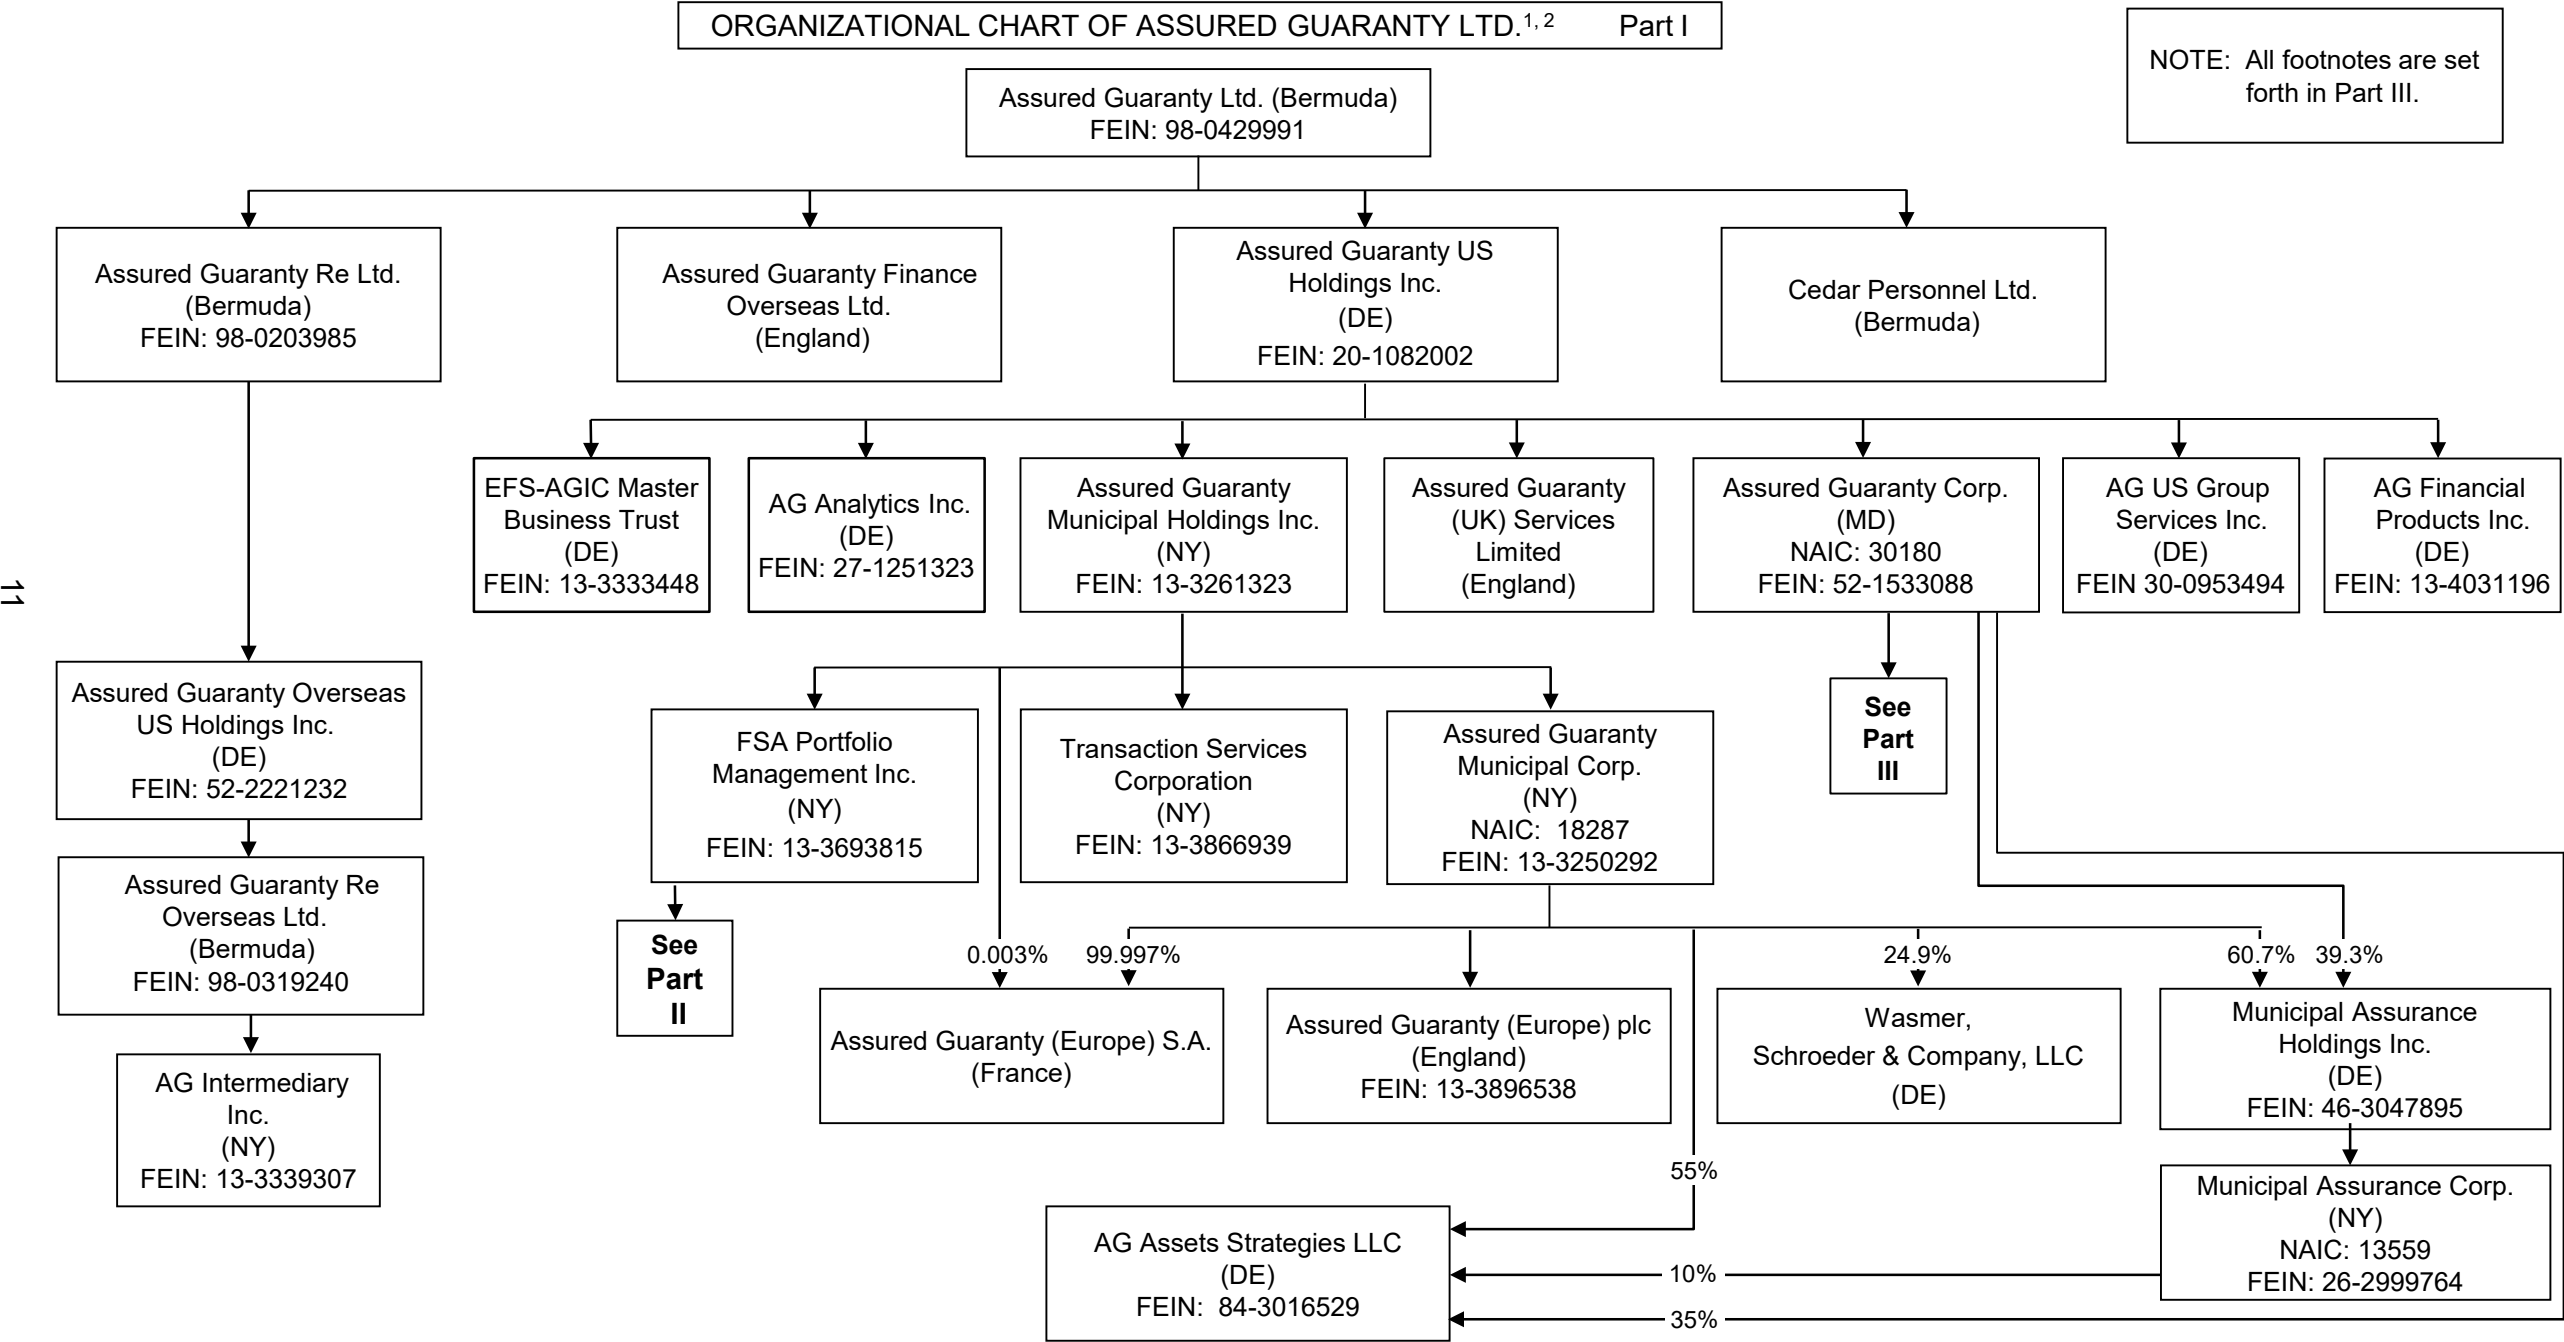 ORGANIZATIONAL CHART OF ASSURED GUARANTY LTD.1, 2 Part I
NOTE: All footnotes are set
forth in Part III.
Assured Guaranty Ltd. (Bermuda)
FEIN: 98-0429991
Assured Guaranty Re Ltd.
(Bermuda)
FEIN: 98-0203985
Assured Guaranty Finance
Overseas Ltd.
(England)
Assured Guaranty US
Holdings Inc.
(DE)
FEIN: 20-1082002
Cedar Personnel Ltd.
(Bermuda)
EFS-AGIC Master
Business Trust
(DE)
FEIN: 13-3333448
AG Analytics Inc.
(DE)
FEIN: 27-1251323
Assured Guaranty
Municipal Holdings Inc.
(NY)
FEIN: 13-3261323
Assured Guaranty
(UK) Services
Limited
(England)
Assured Guaranty Corp.
(MD)
NAIC: 30180
FEIN: 52-1533088
AG US Group
Services Inc.
(DE)
FEIN 30-0953494
AG Financial
Products Inc.
(DE)
FEIN: 13-4031196
11
Assured Guaranty Overseas
US Holdings Inc.
(DE)
FEIN: 52-2221232
FSA Portfolio
Management Inc.
(NY)
FEIN: 13-3693815
Transaction Services
Corporation
(NY)
FEIN: 13-3866939
Assured Guaranty
Municipal Corp.
(NY)
NAIC: 18287
FEIN: 13-3250292
See
Part
III
Assured Guaranty Re
Overseas Ltd.
(Bermuda)
FEIN: 98-0319240
See
Part
II
0.003%
99.997%
24.9%
60.7%
39.3%
Assured Guaranty (Europe) S.A.
(France)
Assured Guaranty (Europe) plc
(England)
FEIN: 13-3896538
Wasmer,
Schroeder & Company, LLC
(DE)
Municipal Assurance
Holdings Inc.
(DE)
FEIN: 46-3047895
AG Intermediary
Inc.
(NY)
FEIN: 13-3339307
55%
Municipal Assurance Corp.
(NY)
NAIC: 13559
FEIN: 26-2999764
AG Assets Strategies LLC
(DE)
FEIN: 84-3016529
10%
35%